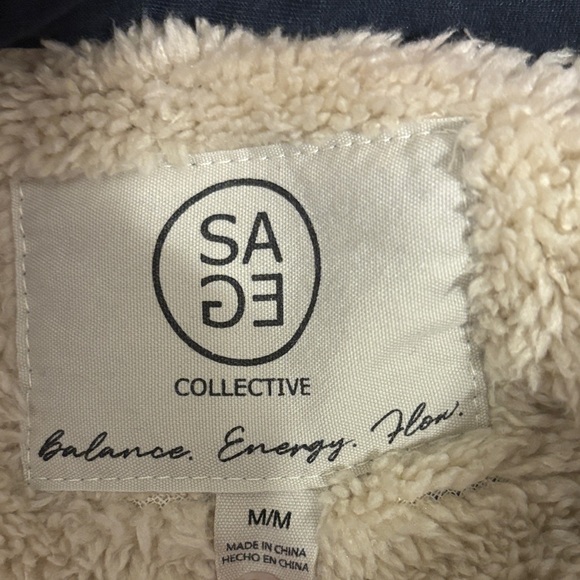 SA
GE
COLLECTIVE
Balance. Energy. Flow.
M/M
MADE IN CHINA
HECHO EN CHINA